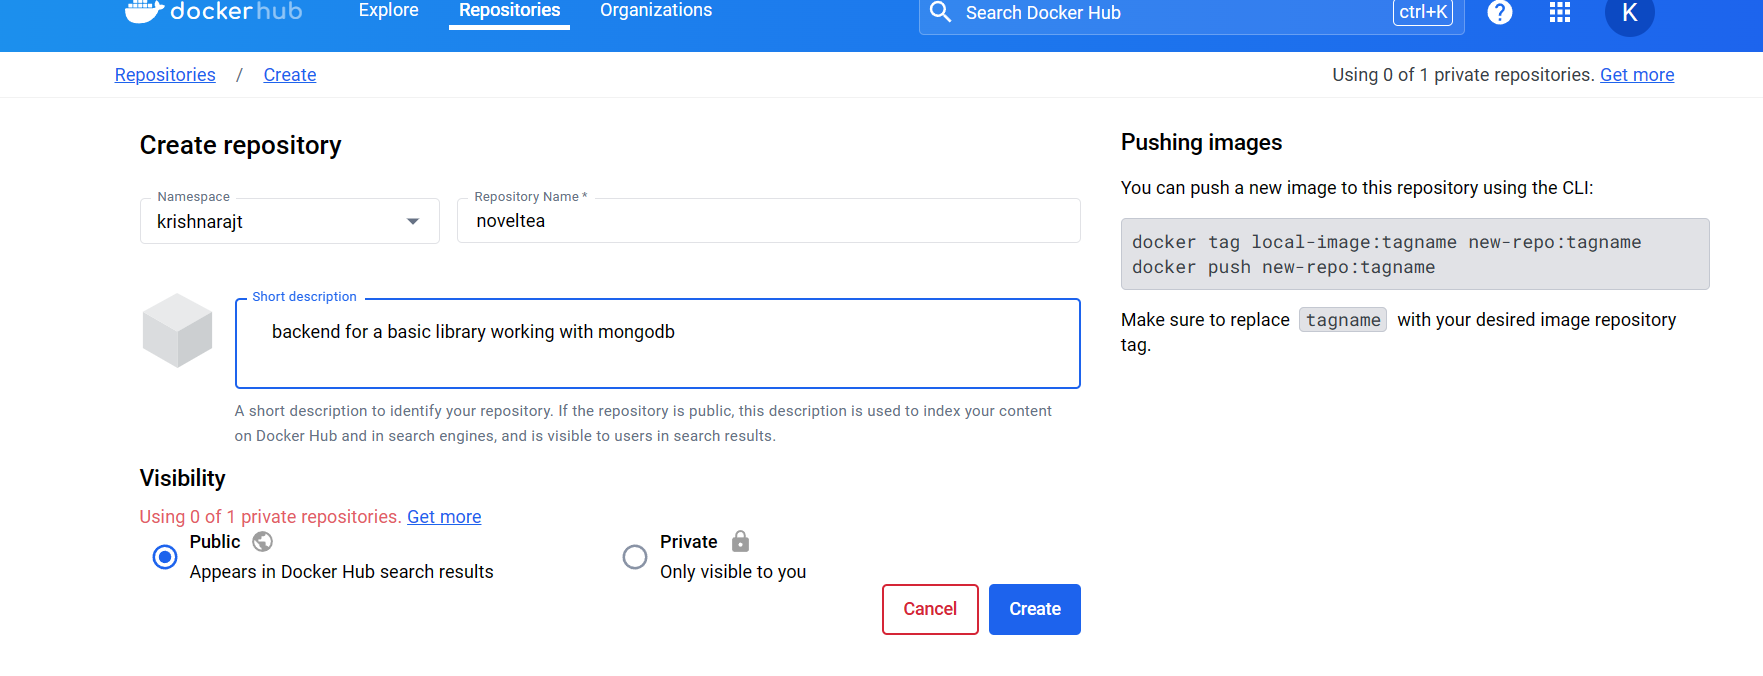 dockerhub Explore Repositories Organizations Search Docker Hub ctrl+K ? K
Repositories / Create Using 0 of 1 private repositories. Get more
Create repository
Namespace
krishnarajt
Repository Name *
noveltea
Short description
backend for a basic library working with mongodb
A short description to identify your repository. If the repository is public, this description is used to index your content
on Docker Hub and in search engines, and is visible to users in search results.
Visibility
Using 0 of 1 private repositories. Get more
Public
Appears in Docker Hub search results
Private
Only visible to you
Cancel Create
Pushing images
You can push a new image to this repository using the CLI:
docker tag local-image:tagname new-repo:tagname
docker push new-repo:tagname
Make sure to replace tagname with your desired image repository
tag.